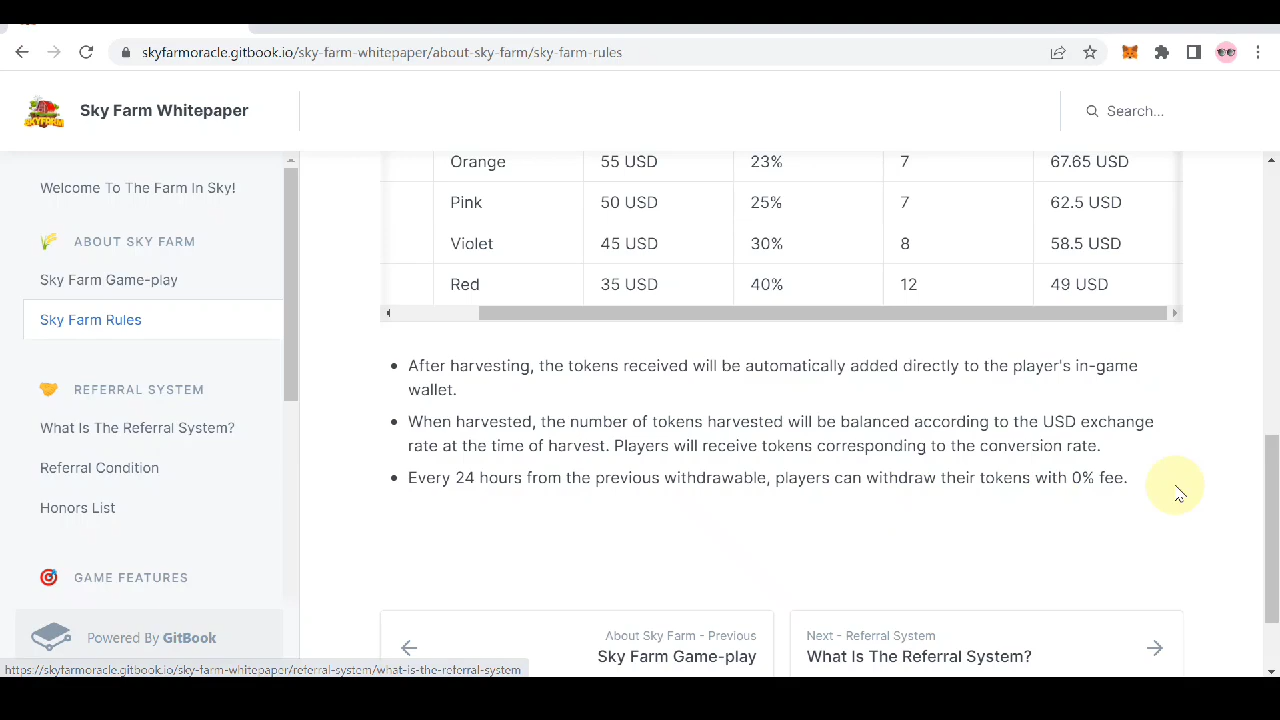 skyfarmoracle.gitbook.io/sky-farm-whitepaper/about-sky-farm/sky-farm-rules
Sky Farm Whitepaper
Search...
Welcome To The Farm In Sky!
ABOUT SKY FARM
Sky Farm Game-play
Sky Farm Rules
REFERRAL SYSTEM
What Is The Referral System?
Referral Condition
Honors List
GAME FEATURES
Powered By GitBook
Orange 55 USD 23% 7 67.65 USD
Pink 50 USD 25% 7 62.5 USD
Violet 45 USD 30% 8 58.5 USD
Red 35 USD 40% 12 49 USD
• After harvesting, the tokens received will be automatically added directly to the player's in-game
wallet.
• When harvested, the number of tokens harvested will be balanced according to the USD exchange
rate at the time of harvest. Players will receive tokens corresponding to the conversion rate.
• Every 24 hours from the previous withdrawable, players can withdraw their tokens with 0% fee.
About Sky Farm - Previous
Sky Farm Game-play
Next - Referral System
What Is The Referral System?
https://skyfarmoracle.gitbook.io/sky-farm-whitepaper/referral-system/what-is-the-referral-system